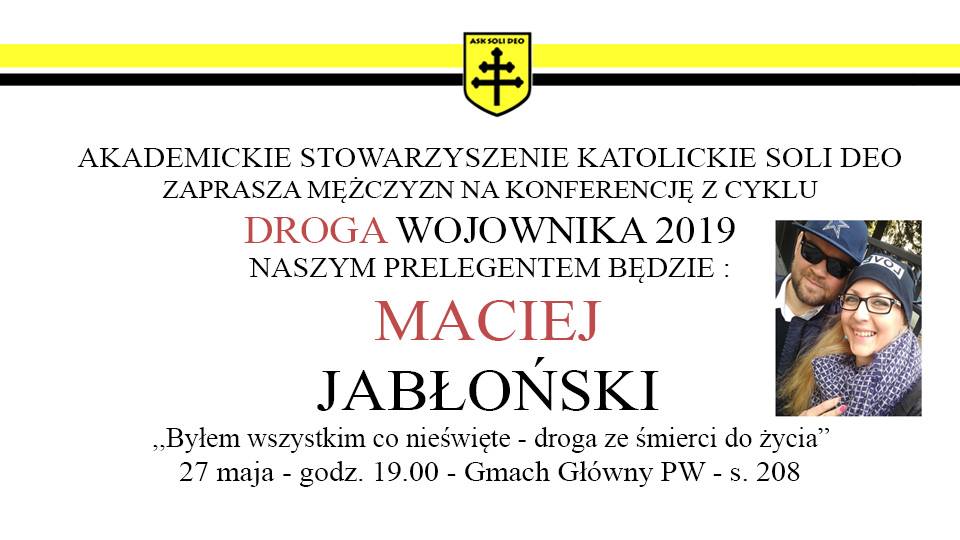 ASK SOLI DEO
AKADEMICKIE STOWARZYSZENIE KATOLICKIE SOLI DEO
ZAPRASZA MĘŻCZYZN NA KONFERENCJĘ Z CYKLU
DROGA WOJOWNIKA 2019
NASZYM PRELEGENTEM BĘDZIE :
MACIEJ
JABŁOŃSKI
,,Byłem wszystkim co nieświęte - droga ze śmierci do życia”
27 maja - godz. 19.00 - Gmach Główny PW - s. 208